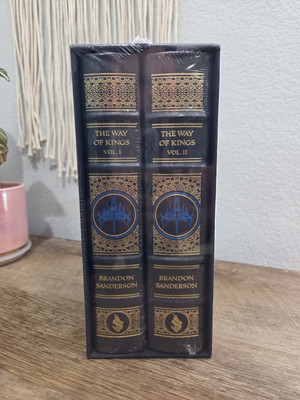 THE WAY
OF KINGS
VOL. I
BRANDON
SANDERSON
THE WAY
OF KINGS
VOL. II
BRANDON
SANDERSON